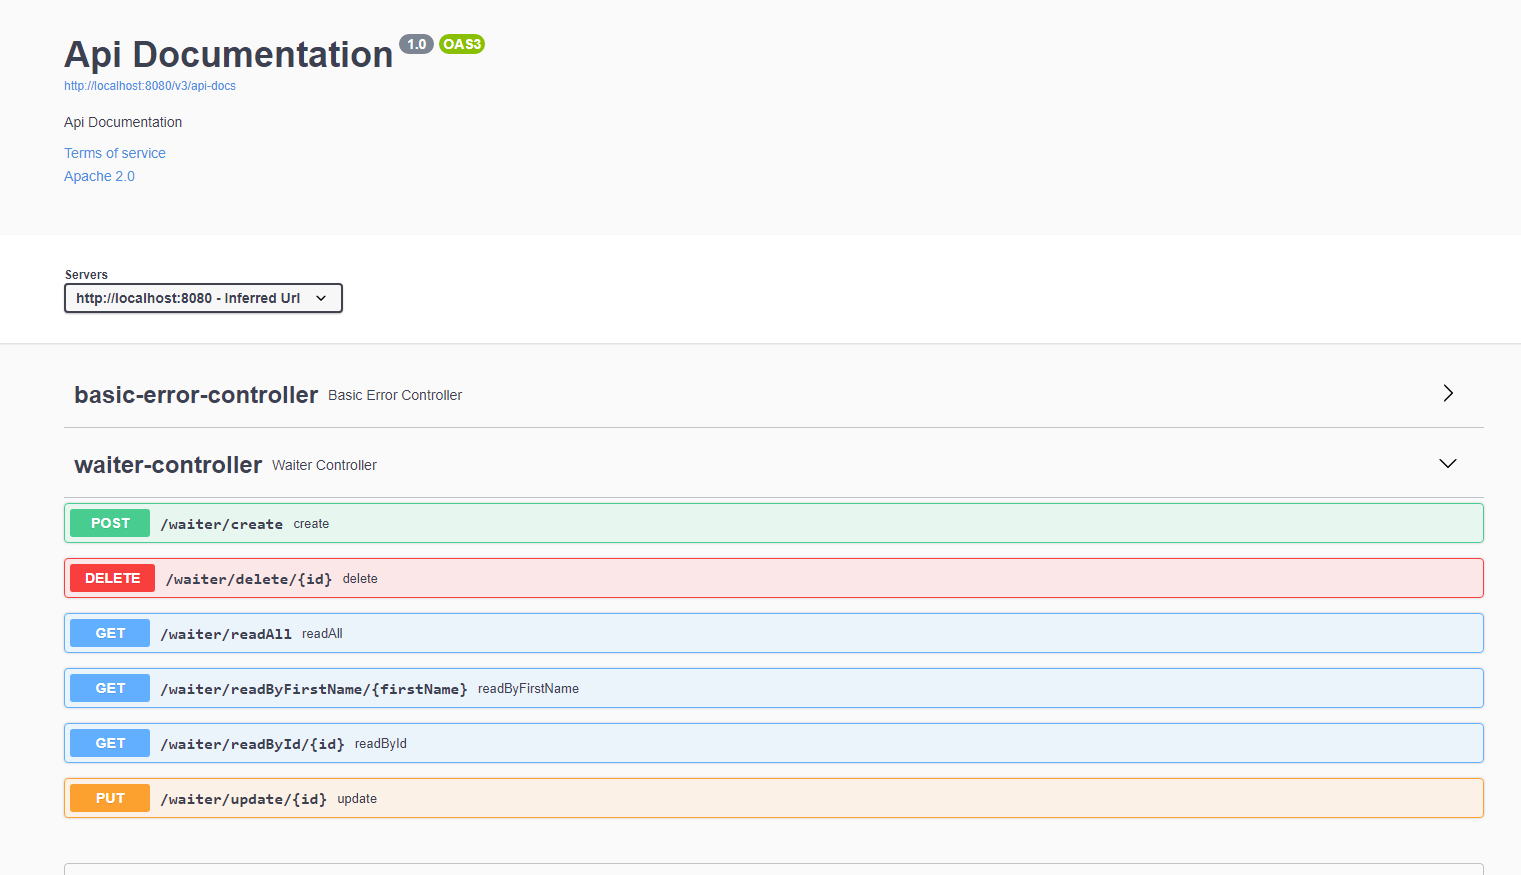 Api Documentation 1.0 OAS3
http://localhost:8080/v3/api-docs
Api Documentation
Terms of service
Apache 2.0
Servers
http://localhost:8080 - Inferred Url
basic-error-controller Basic Error Controller
waiter-controller Waiter Controller
POST /waiter/create create
DELETE /waiter/delete/{id} delete
GET /waiter/readAll readAll
GET /waiter/readByFirstName/{firstName} readByFirstName
GET /waiter/readById/{id} readById
PUT /waiter/update/{id} update